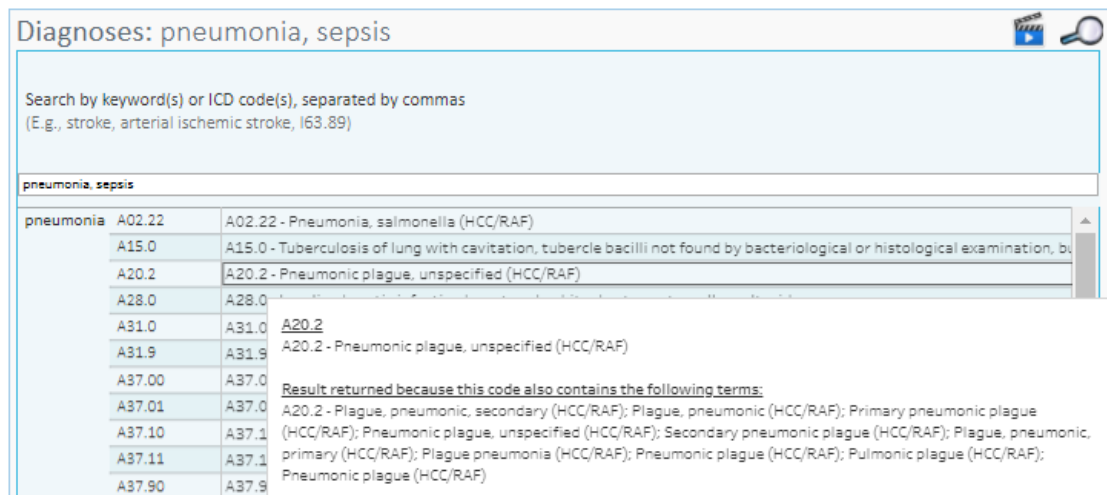 Diagnoses: pneumonia, sepsis
Search by keyword(s) or ICD code(s), separated by commas
(E.g., stroke, arterial ischemic stroke, I63.89)
pneumonia, sepsis
pneumonia A02.22 A02.22 - Pneumonia, salmonella (HCC/RAF)
A15.0 A15.0 - Tuberculosis of lung with cavitation, tubercle bacilli not found by bacteriological or histological examination, bu
A20.2 A20.2 - Pneumonic plague, unspecified (HCC/RAF)
A28.0 A28.0
A31.0 A31.0
A31.9 A31.9
A37.00 A37.0
A37.01 A37.0
A37.10 A37.1
A37.11 A37.1
A37.90 A37.9
A20.2
A20.2 - Pneumonic plague, unspecified (HCC/RAF)
Result returned because this code also contains the following terms:
A20.2 - Plague, pneumonic, secondary (HCC/RAF); Plague, pneumonic (HCC/RAF); Primary pneumonic plague
(HCC/RAF); Pneumonic plague, unspecified (HCC/RAF); Secondary pneumonic plague (HCC/RAF); Plague, pneumonic,
primary (HCC/RAF); Plague pneumonia (HCC/RAF); Pneumonic plague (HCC/RAF); Pulmonic plague (HCC/RAF);
Pneumonic plague (HCC/RAF)